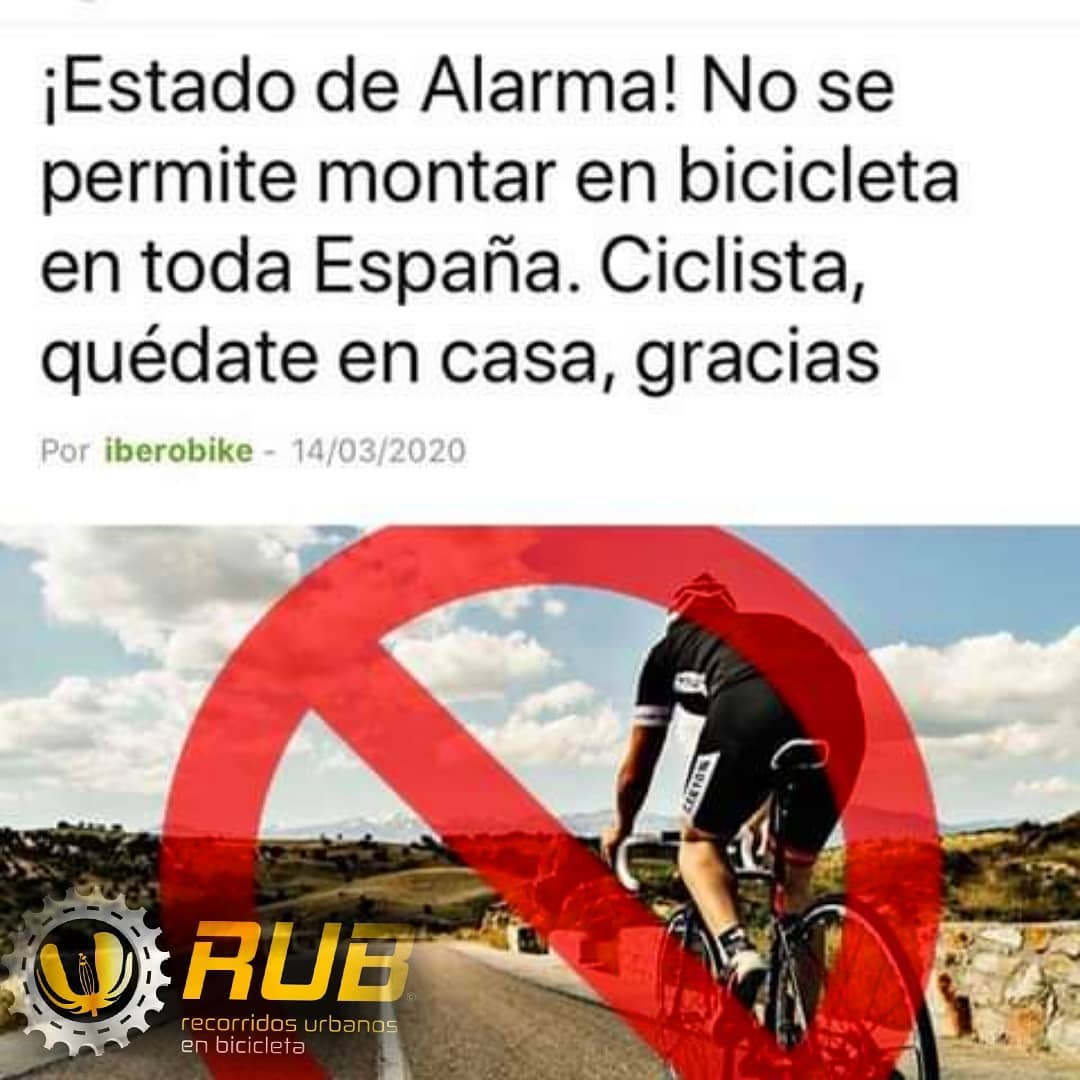 ¡Estado de Alarma! No se
permite montar en bicicleta
en toda España. Ciclista,
quédate en casa, gracias
Por iberobike - 14/03/2020
RUB
recorridos urbanos
en bicicleta